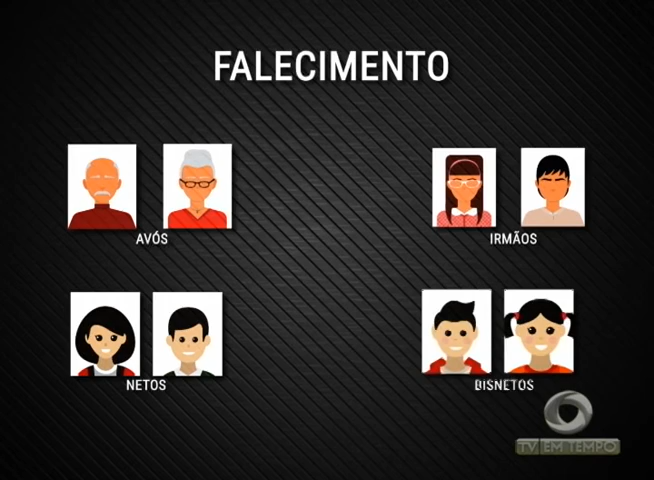 FALECIMENTO
AVÓS
IRMÃOS
NETOS
BISNETOS
TV EM TEMPO